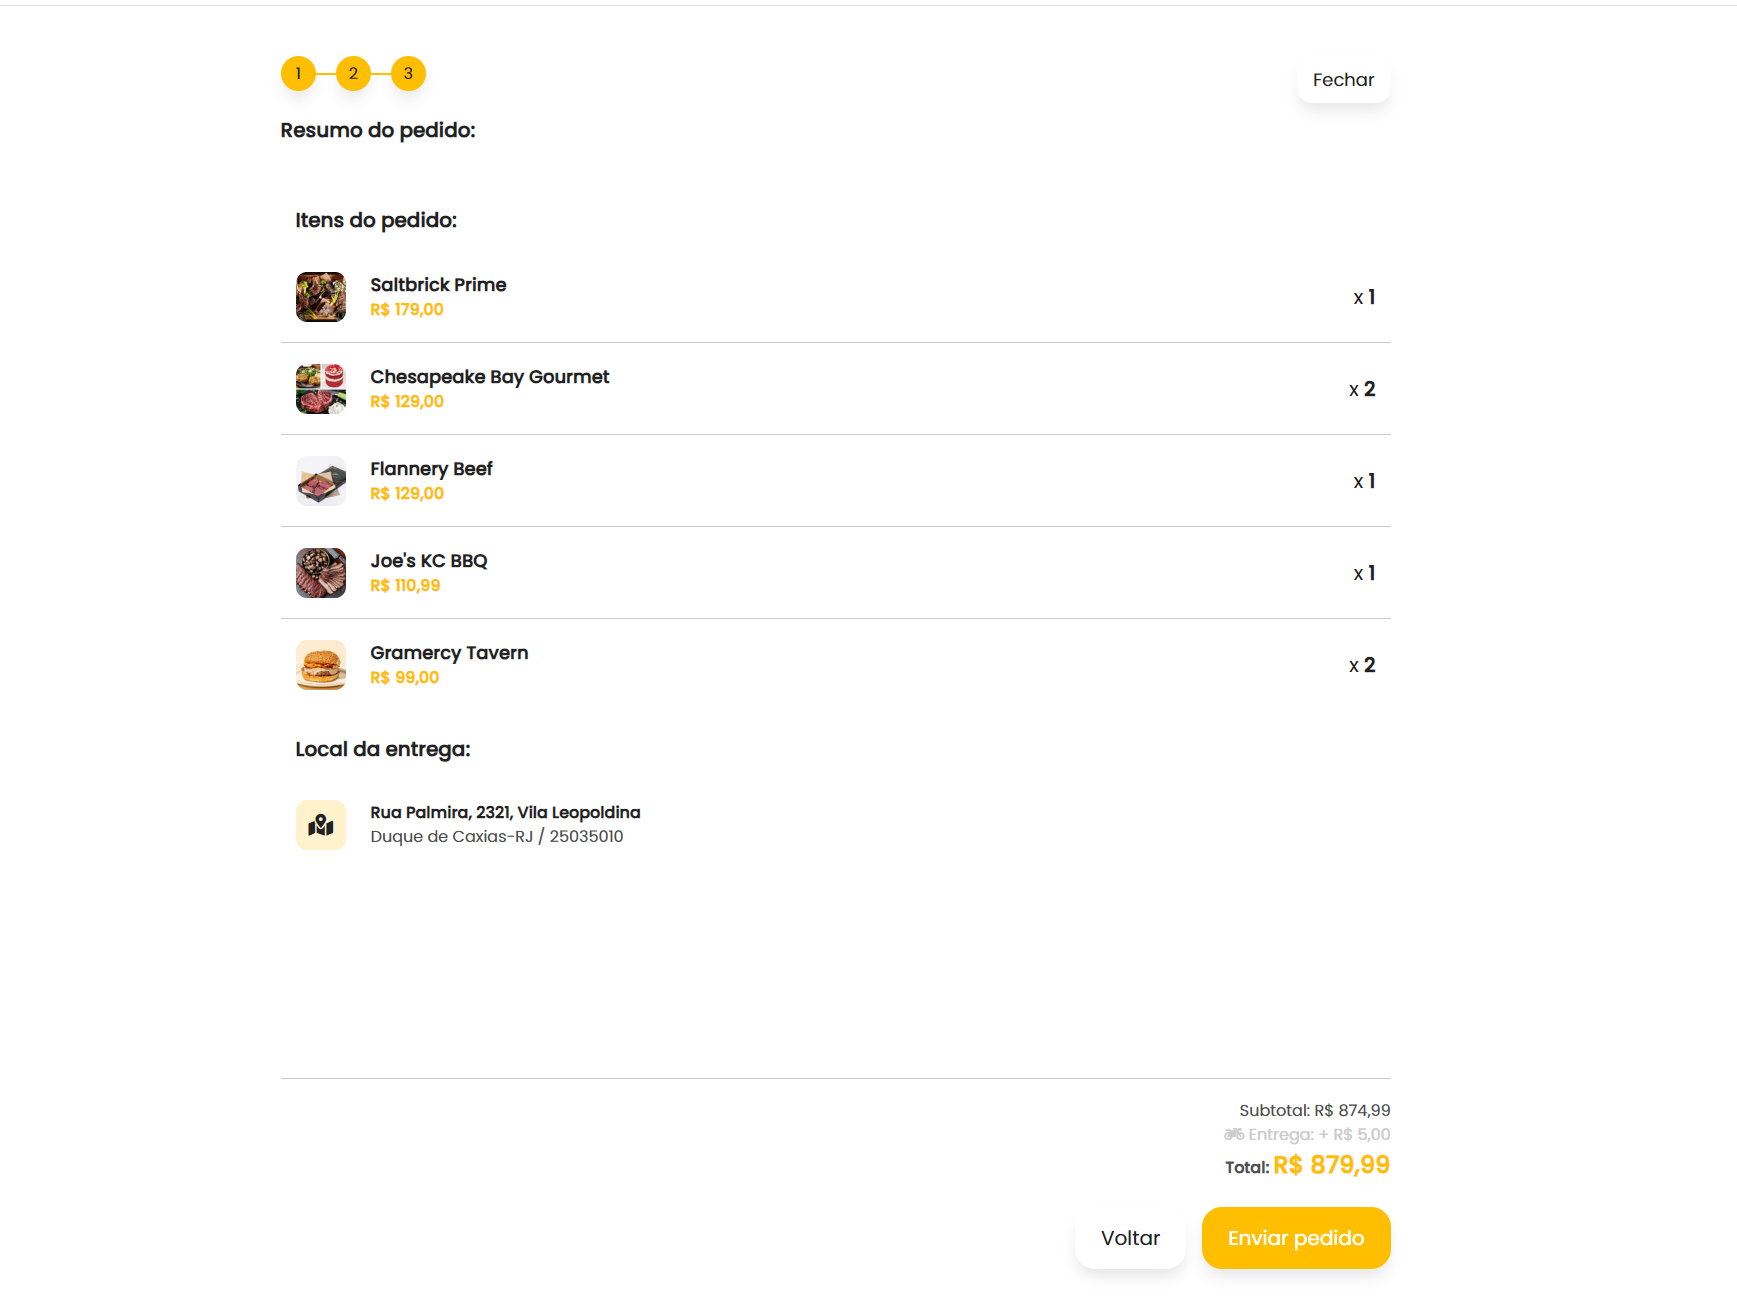 1 2 3
Fechar
Resumo do pedido:
Itens do pedido:
Saltbrick Prime
R$ 179,00
x 1
Chesapeake Bay Gourmet
R$ 129,00
x 2
Flannery Beef
R$ 129,00
x 1
Joe's KC BBQ
R$ 110,99
x 1
Gramercy Tavern
R$ 99,00
x 2
Local da entrega:
Rua Palmira, 2321, Vila Leopoldina
Duque de Caxias-RJ / 25035010
Subtotal: R$ 874,99
Entrega: + R$ 5,00
Total: R$ 879,99
Voltar
Enviar pedido